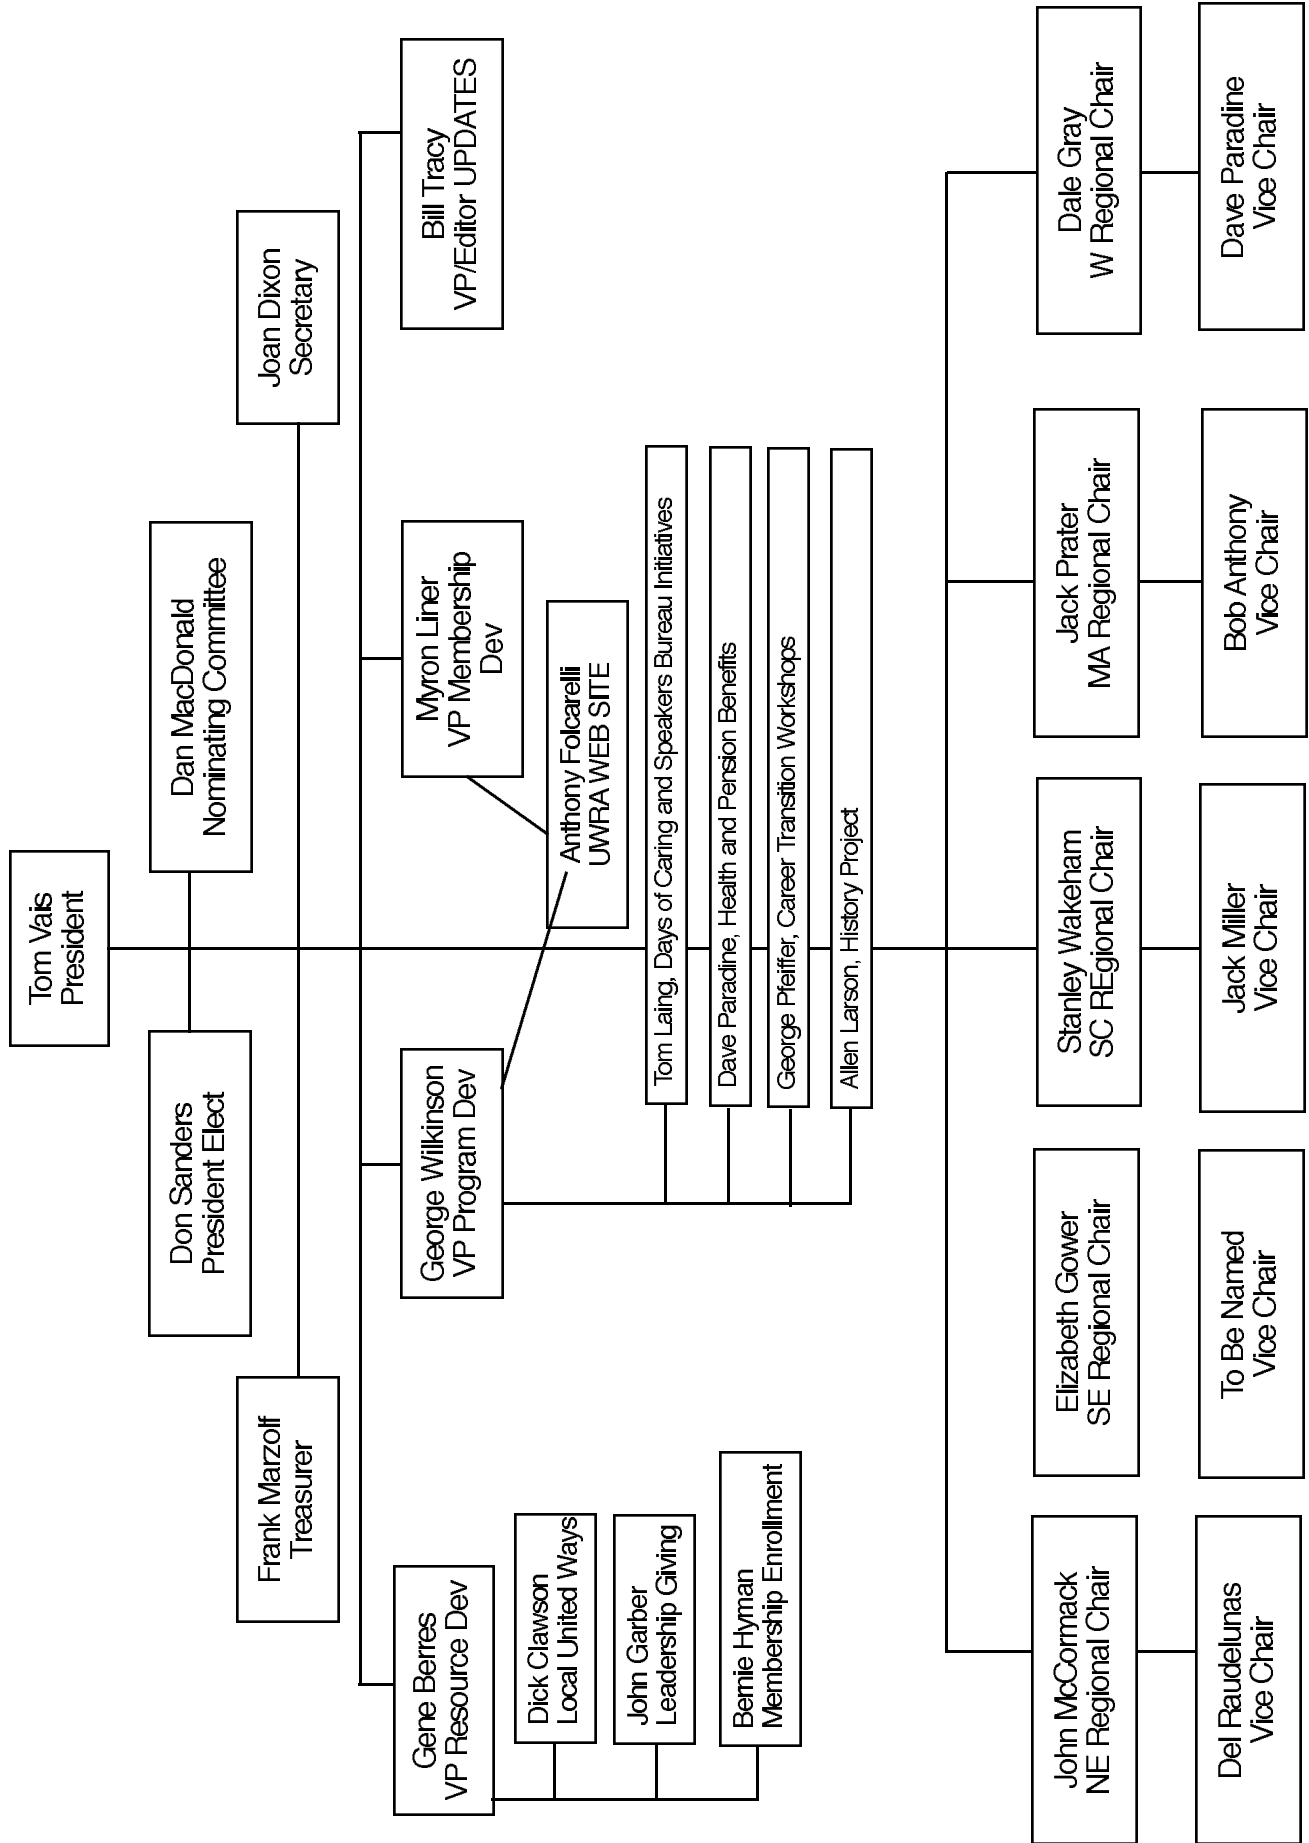 Tom Vais
President
Don Sanders
President Elect
Dan MacDonald
Nominating Committee
Frank Marzolf
Treasurer
Joan Dixon
Secretary
Gene Berres
VP Resource Dev
George Wilkinson
VP Program Dev
Myron Liner
VP Membership
Dev
Bill Tracy
VP/Editor UPDATES
Dick Clawson
Local United Ways
John Garber
Leadership Giving
Bernie Hyman
Membership Enrollment
Anthony Folcarelli
UWRA WEB SITE
Tom Laing, Days of Caring and Speakers Bureau Initiatives
Dave Paradine, Health and Pension Benefits
George Pfeiffer, Career Transition Workshops
Allen Larson, History Project
John McCormack
NE Regional Chair
Elizabeth Gower
SE Regional Chair
Stanley Wakeham
SC REgional Chair
Jack Prater
MA Regional Chair
Dale Gray
W Regional Chair
Del Raudelunas
Vice Chair
To Be Named
Vice Chair
Jack Miller
Vice Chair
Bob Anthony
Vice Chair
Dave Paradine
Vice Chair